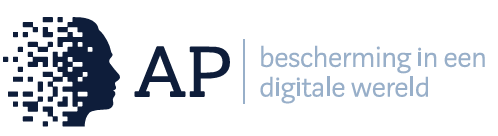 AP
bescherming in een
digitale wereld